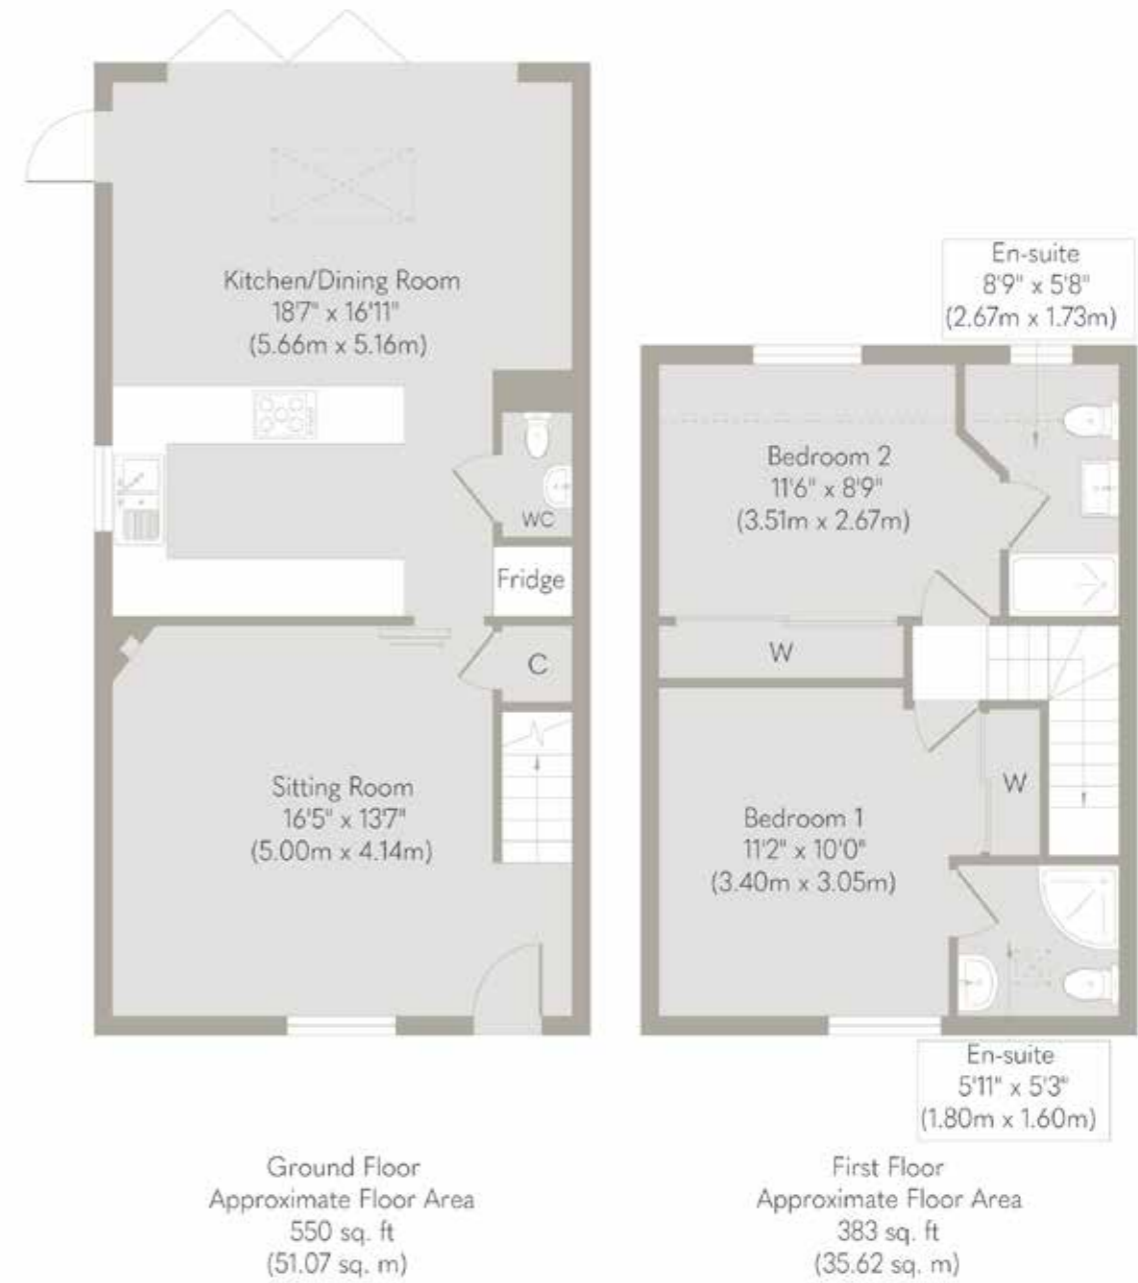 Kitchen/Dining Room
18'7" x 16'11"
(5.66m x 5.16m)
WC
Fridge
C
Sitting Room
16'5" x 13'7"
(5.00m x 4.14m)
En-suite
8'9" x 5'8"
(2.67m x 1.73m)
Bedroom 2
11'6" x 8'9"
(3.51m x 2.67m)
W
W
Bedroom 1
11'2" x 10'0"
(3.40m x 3.05m)
En-suite
5'11" x 5'3"
(1.80m x 1.60m)
Ground Floor
Approximate Floor Area
550 sq. ft
(51.07 sq. m)
First Floor
Approximate Floor Area
383 sq. ft
(35.62 sq. m)